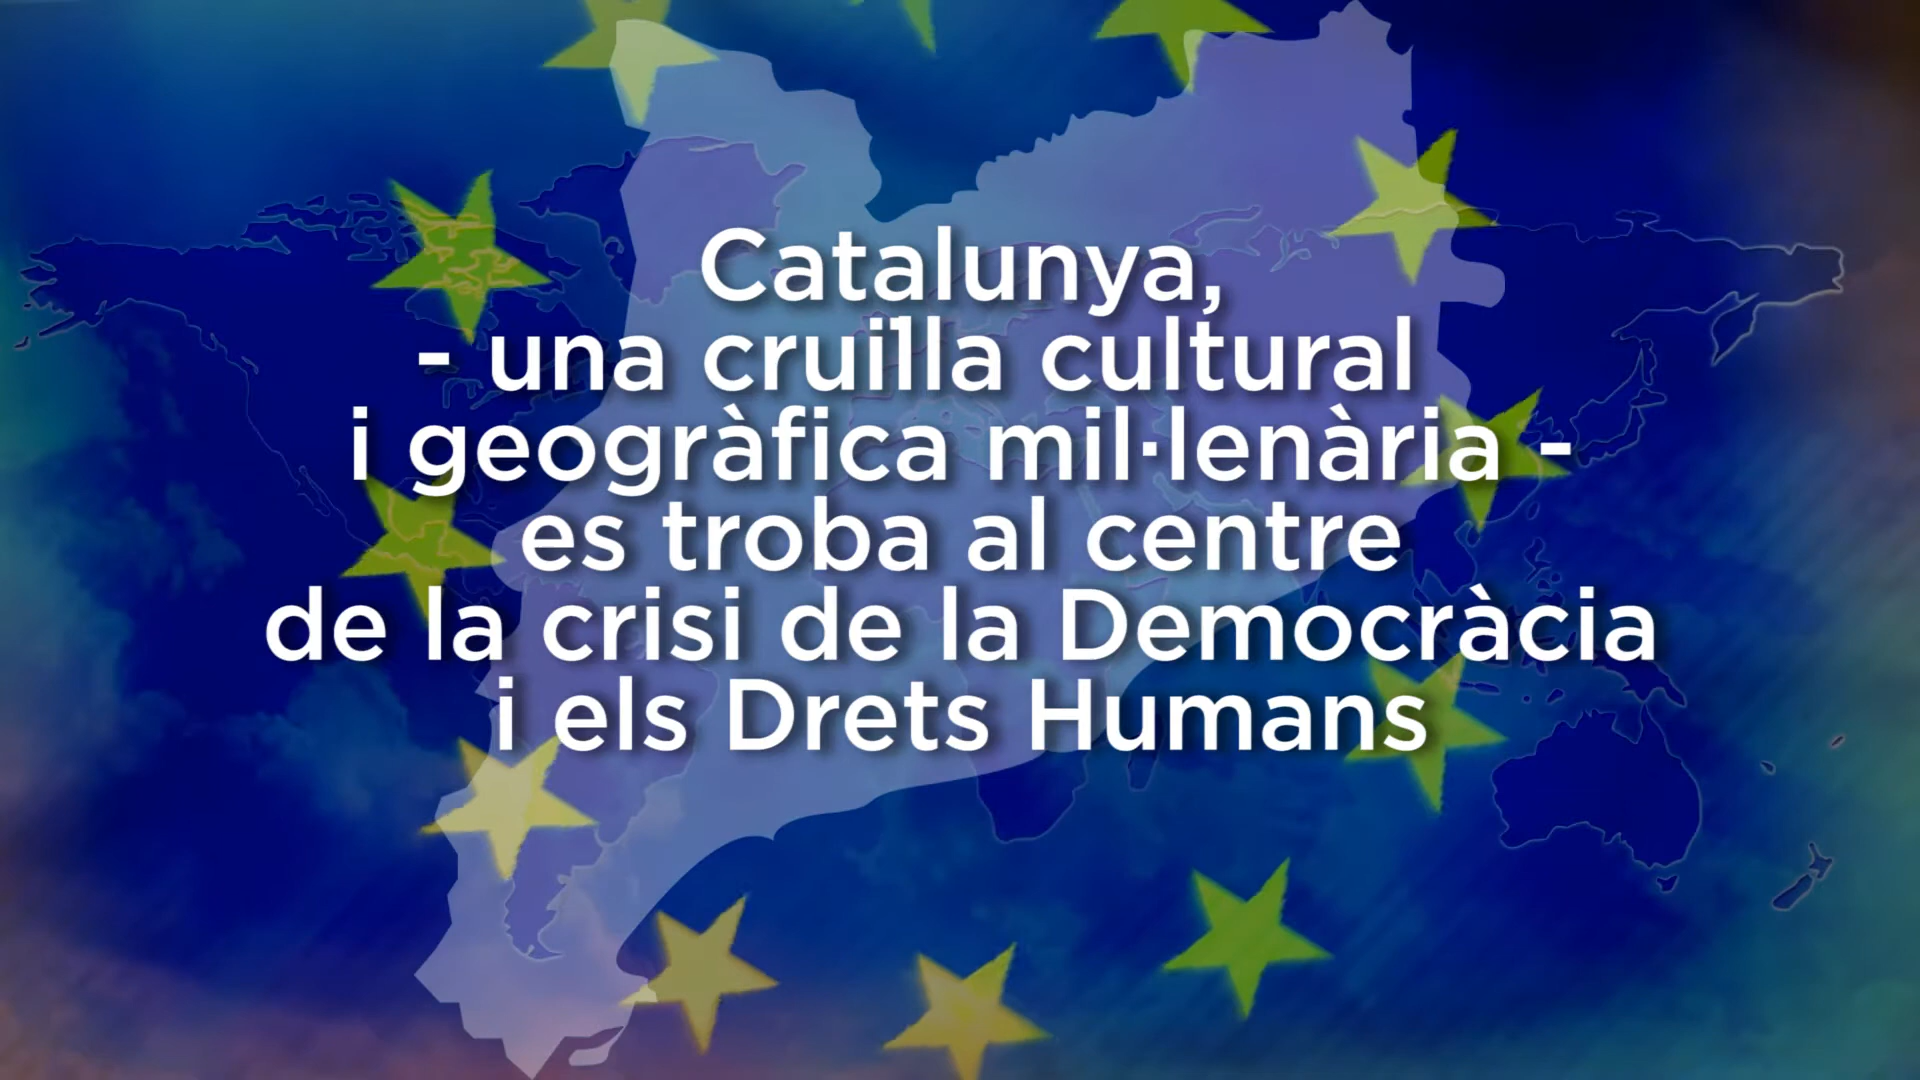 Catalunya,
- una cruïlla cultural
i geogràfica mil·lenària -
es troba al centre
de la crisi de la Democràcia
i els Drets Humans